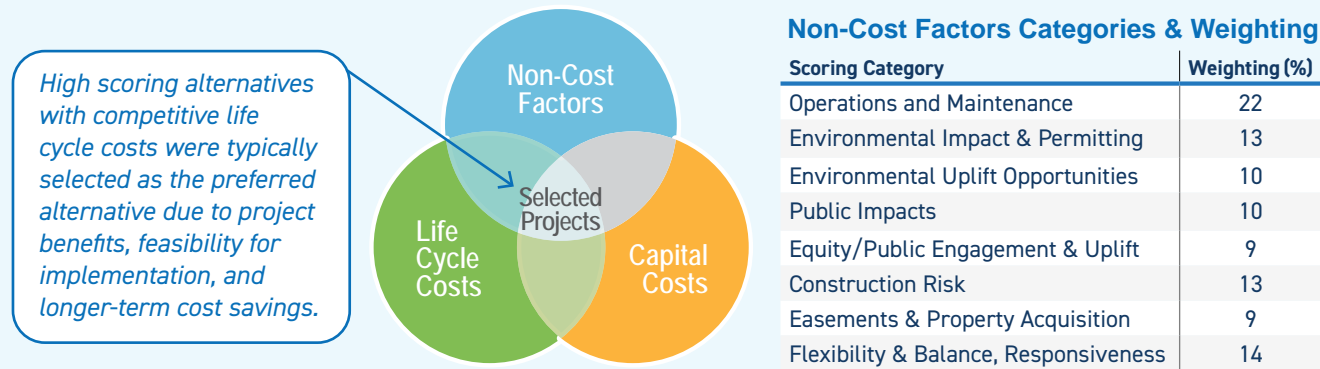 High scoring alternatives
with competitive life
cycle costs were typically
selected as the preferred
alternative due to project
benefits, feasibility for
implementation, and
longer-term cost savings.
Non-Cost
Factors
Selected
Projects
Life
Cycle
Costs
Capital
Costs
Non-Cost Factors Categories & Weighting
Scoring Category Weighting (%)
Operations and Maintenance 22
Environmental Impact & Permitting 13
Environmental Uplift Opportunities 10
Public Impacts 10
Equity/Public Engagement & Uplift 9
Construction Risk 13
Easements & Property Acquisition 9
Flexibility & Balance, Responsiveness 14